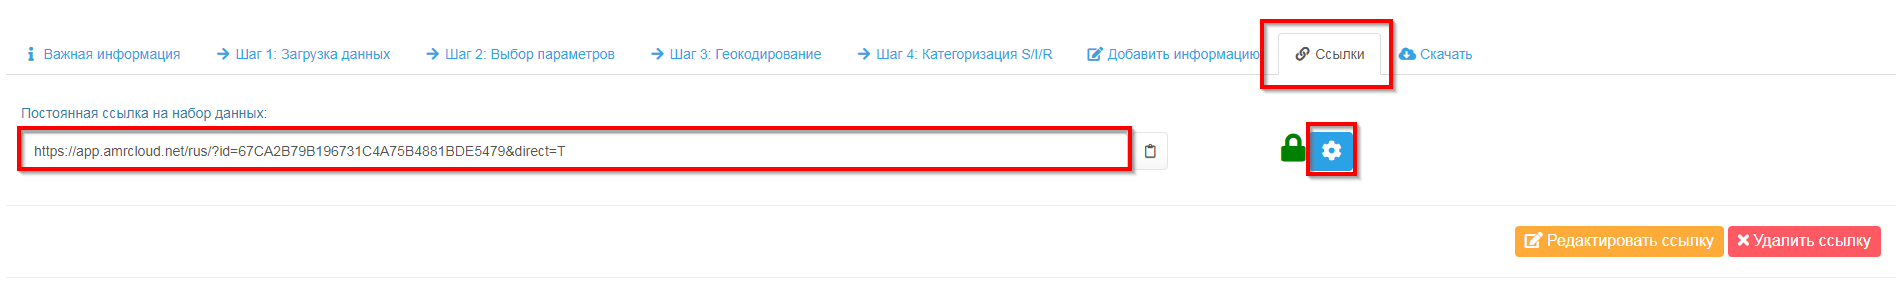 Важная информация
Шаг 1: Загрузка данных
Шаг 2: Выбор параметров
Шаг 3: Геокодирование
Шаг 4: Категоризация S/I/R
Добавить информацию
Ссылки
Скачать
Постоянная ссылка на набор данных:
https://app.amrcloud.net/rus/?id=67CA2B79B196731C4A75B4881BDE5479&direct=T
Редактировать ссылку
Удалить ссылку